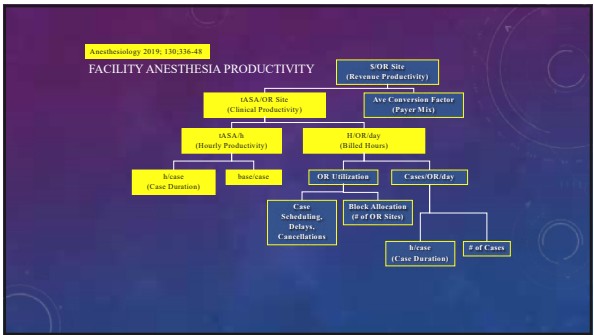 Anesthesiology 2019; 130;336-48
FACILITY ANESTHESIA PRODUCTIVITY
$/OR Site
(Revenue Productivity)
tASA/OR Site
(Clinical Productivity)
Ave Conversion Factor
(Payer Mix)
tASA/h
(Hourly Productivity)
H/OR/day
(Billed Hours)
h/case
(Case Duration)
base/case
OR Utilization
Cases/OR/day
Case
Scheduling,
Delays,
Cancellations
Block Allocation
(# of OR Sites)
h/case
(Case Duration)
# of Cases